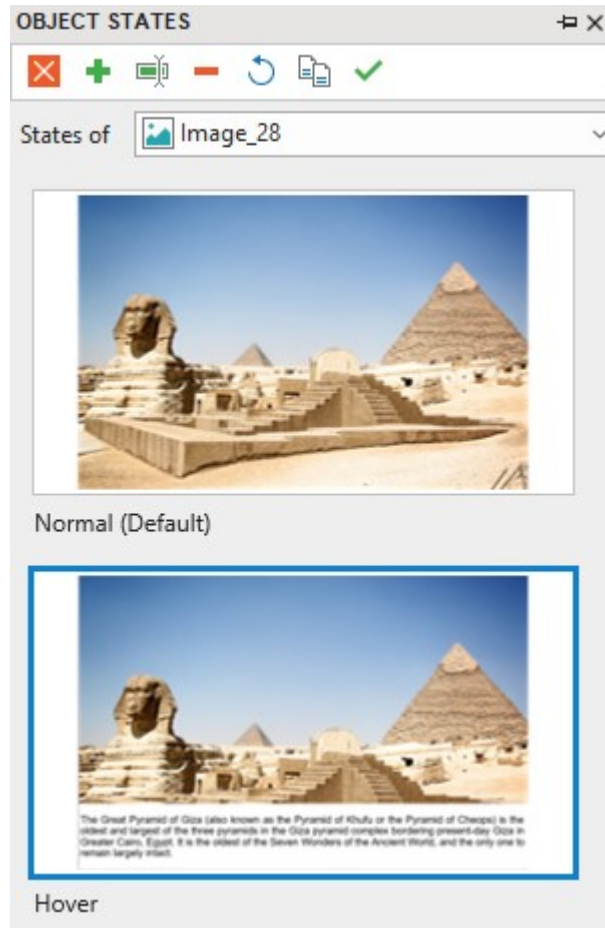 OBJECT STATES
States of Image_28
Normal (Default)
The Great Pyramid of Giza (also known as the Pyramid of Khufu or the Pyramid of Cheops) is the
oldest and largest of the three pyramids in the Giza pyramid complex bordering present-day Giza in
Greater Cairo, Egypt. It is the oldest of the Seven Wonders of the Ancient World, and the only one to
remain largely intact.
Hover